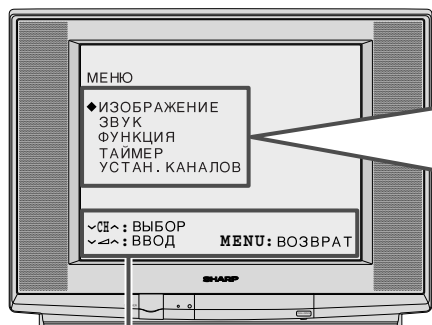 МЕНЮ
◆ИЗОБРАЖЕНИЕ
ЗВУК
ФУНКЦИЯ
ТАЙМЕР
УСТАН.КАНАЛОВ
CH: ВЫБОР
: ВВОД MENU: ВОЗВРАТ
SHARP